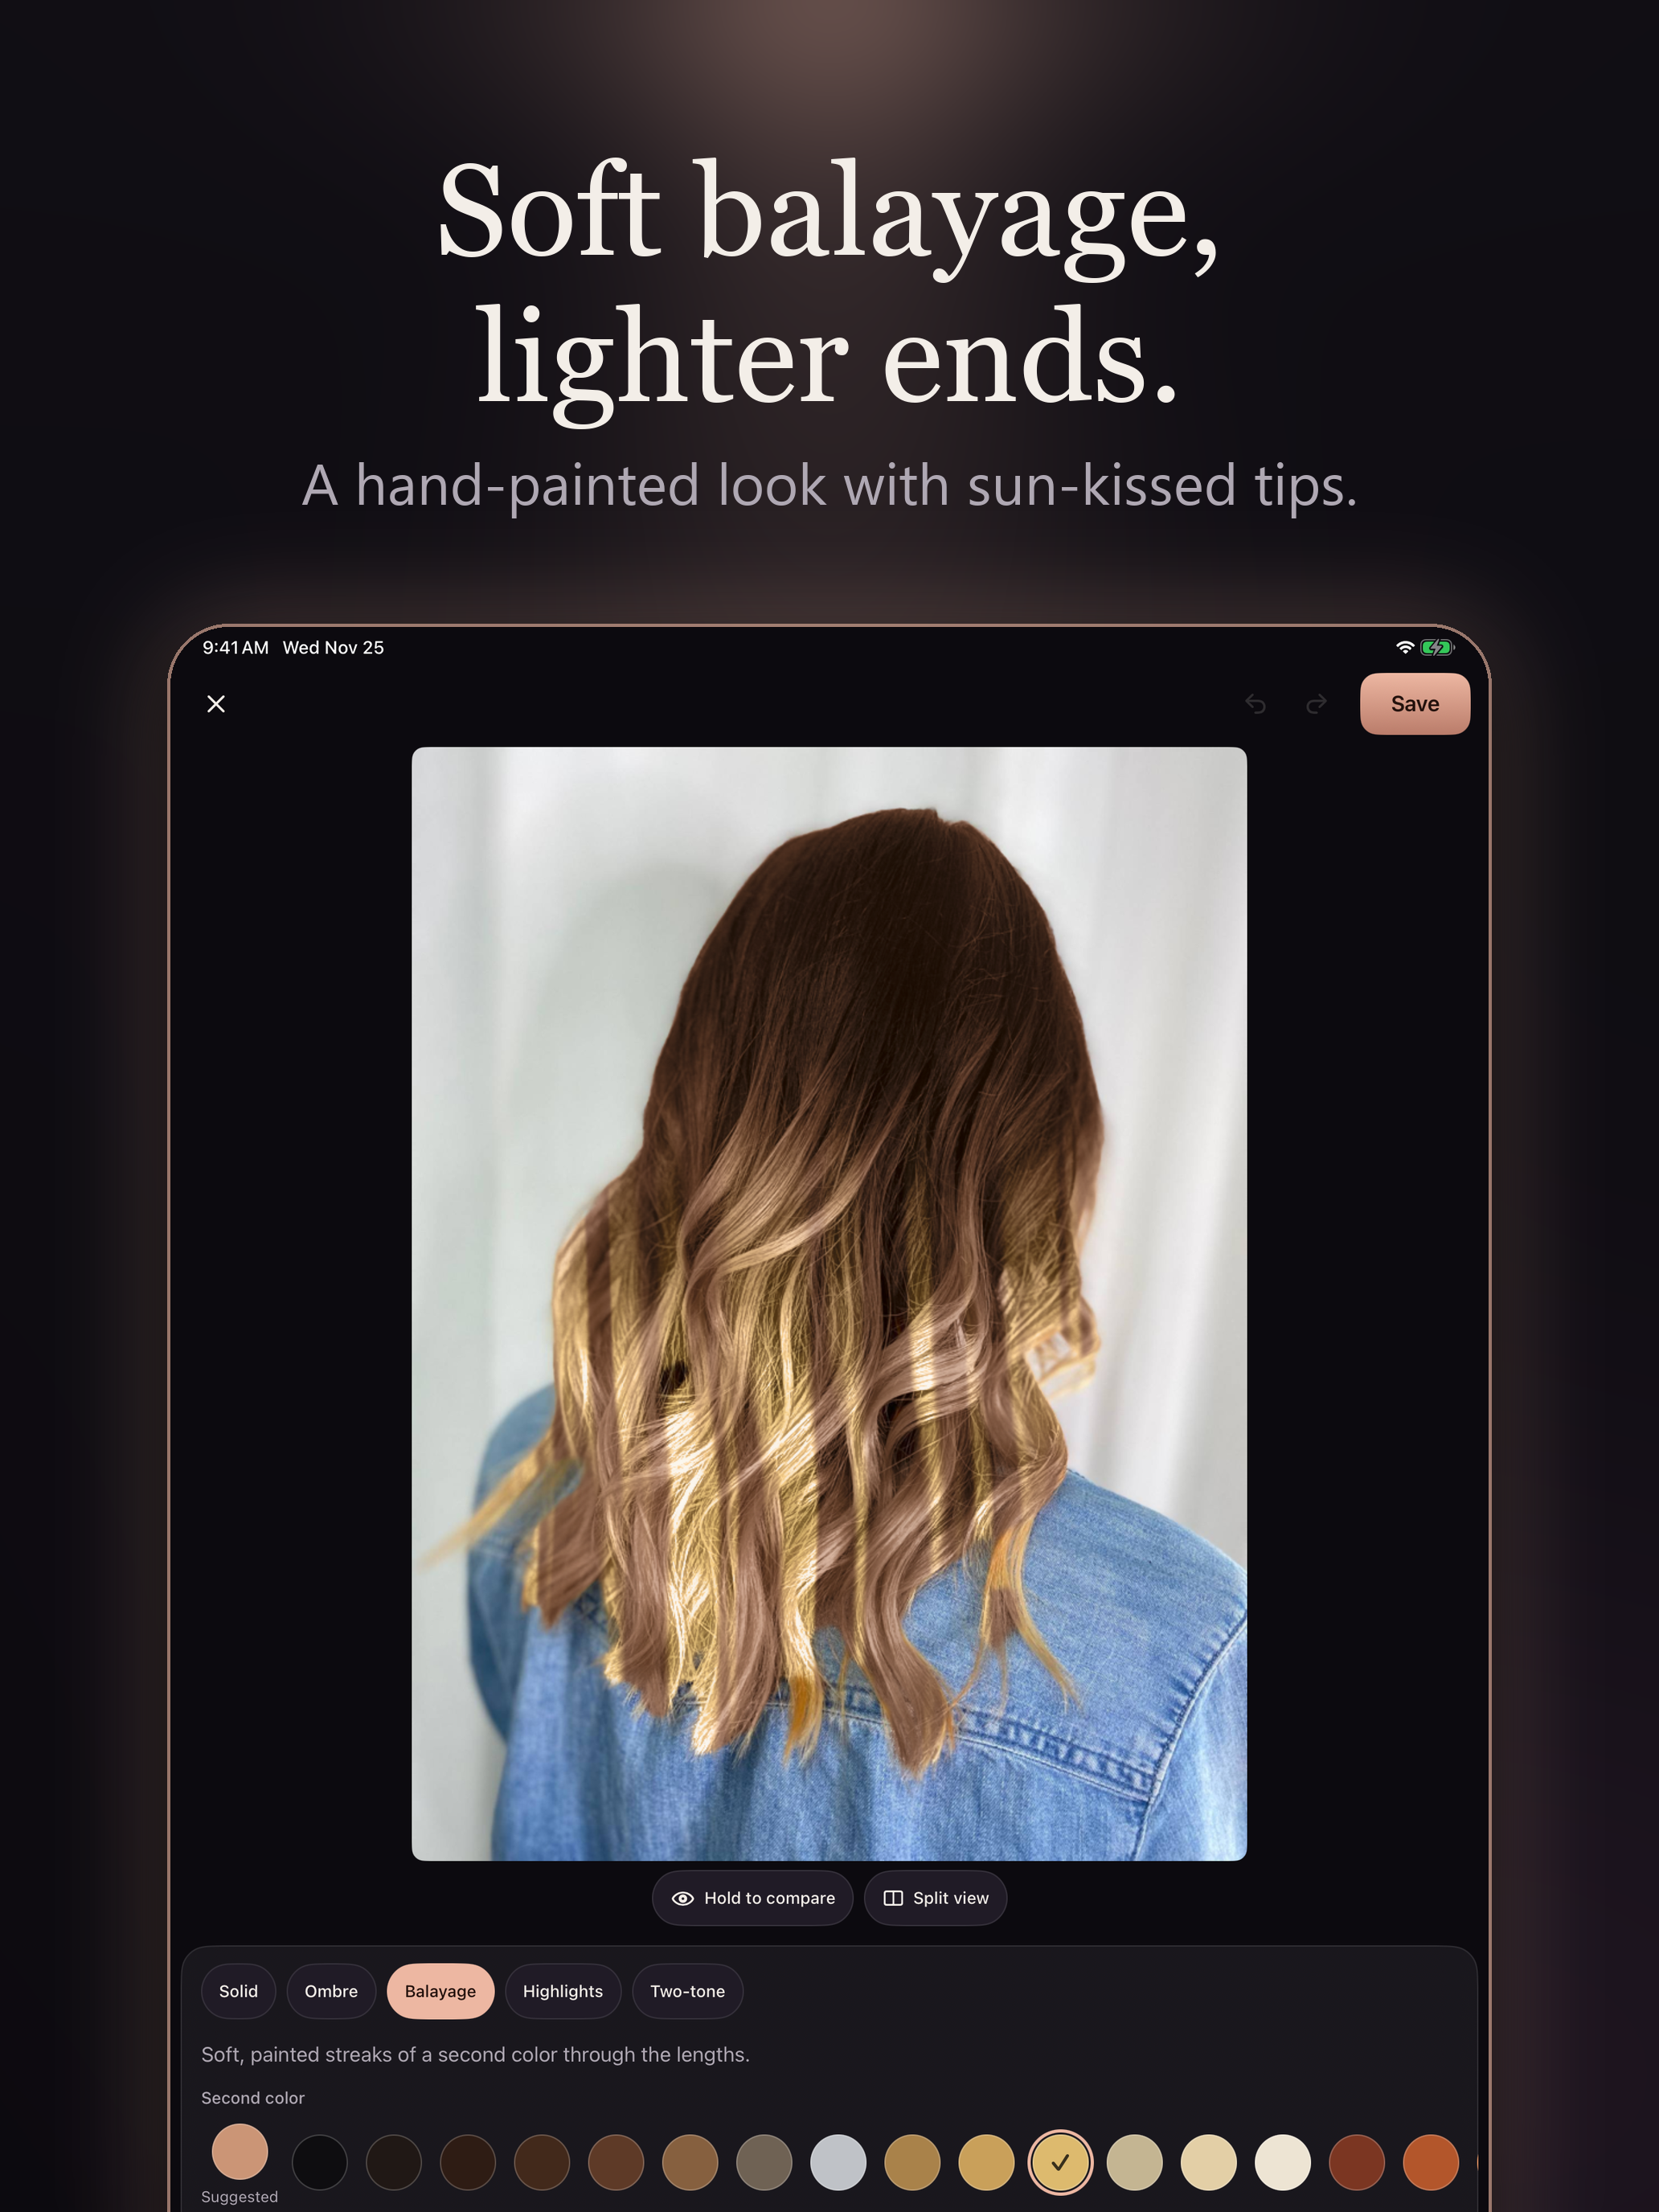 Soft balayage,
lighter ends.
A hand-painted look with sun-kissed tips.
9:41 AM Wed Nov 25
Save
Hold to compare
Split view
Solid
Ombre
Balayage
Highlights
Two-tone
Soft, painted streaks of a second color through the lengths.
Second color
Suggested